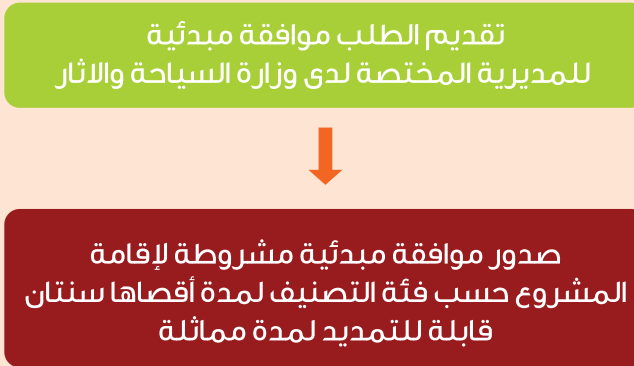 تقديم الطلب موافقة مبدئية
للمديرية المختصة لدى وزارة السياحة والاثار
صدور موافقة مبدئية مشروطة لإقامة
المشروع حسب فئة التصنيف لمدة أقصاها سنتان
قابلة للتمديد لمدة مماثلة